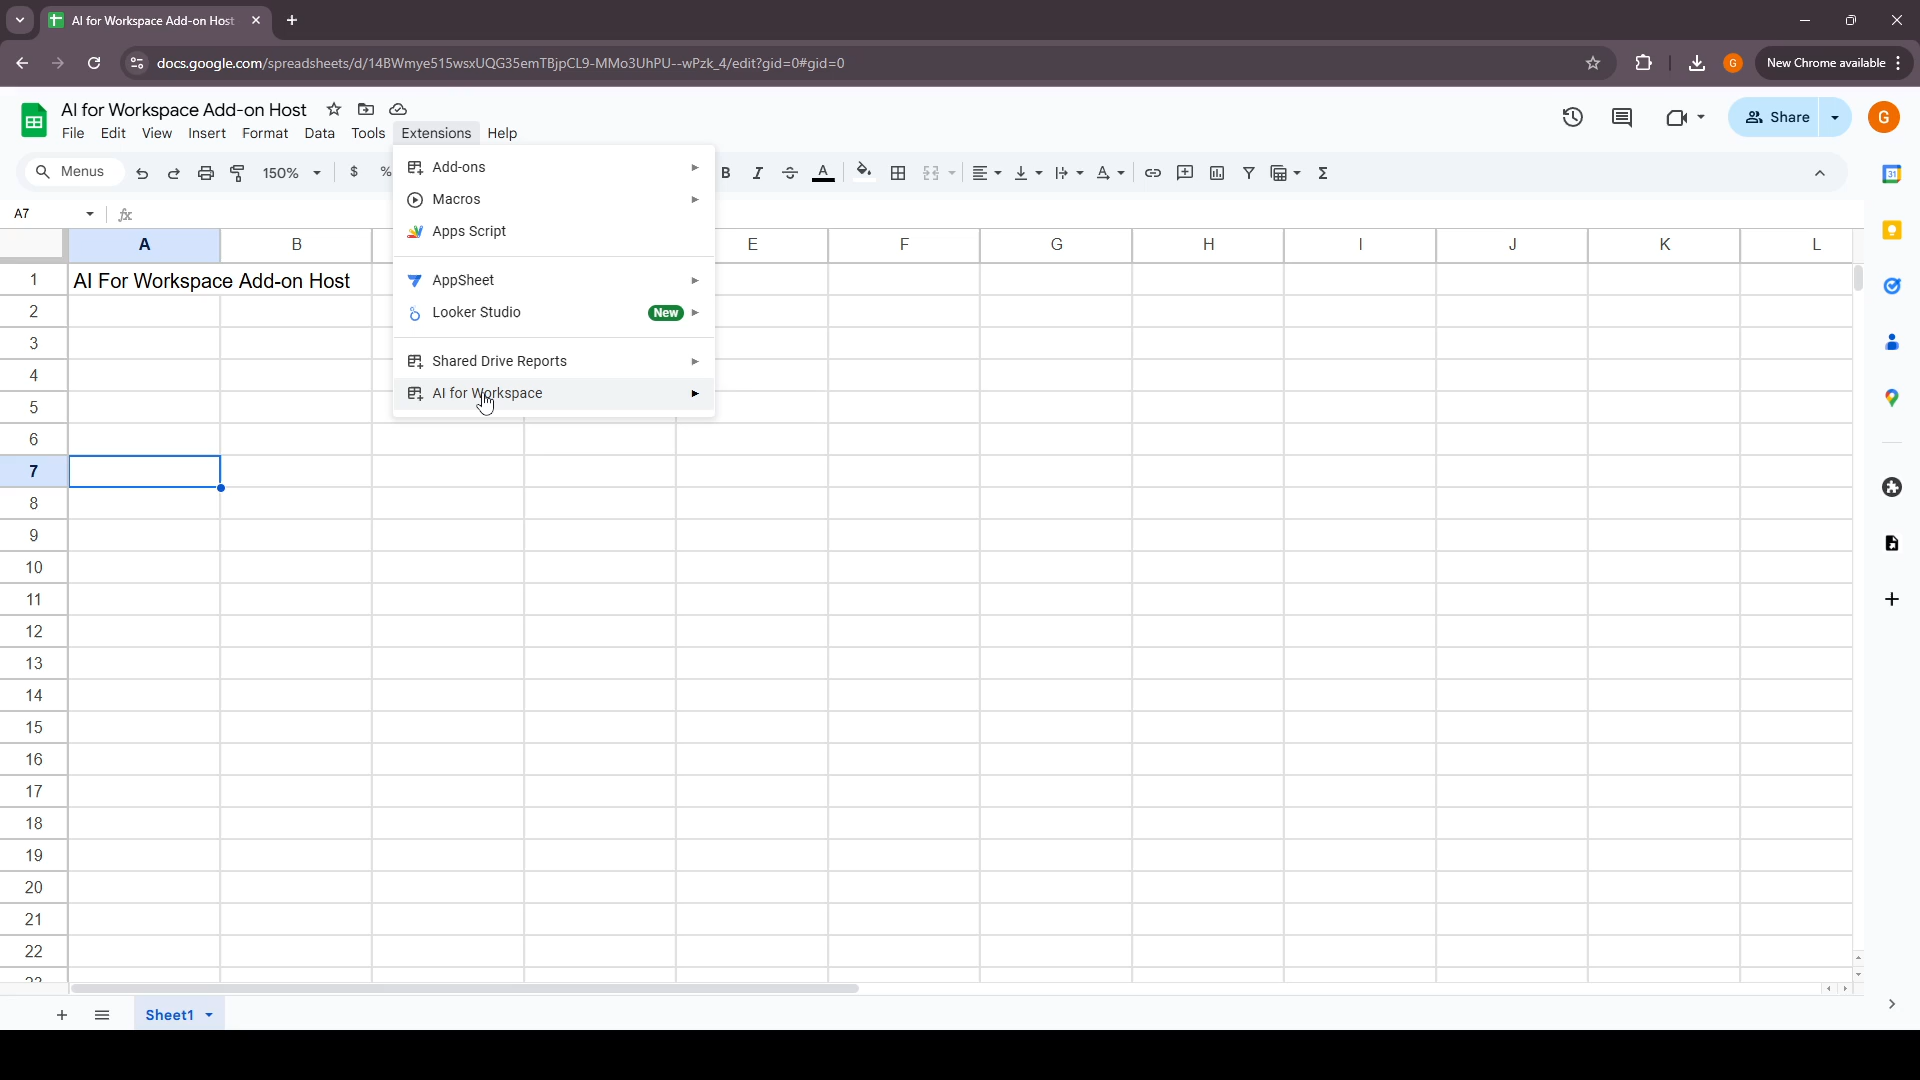 AI for Workspace Add-on Host
docs.google.com/spreadsheets/d/14BWmye515wsxUQG35emTBjpCL9-MMo3UhPU--wPzk_4/edit?gid=0#gid=0
G
New Chrome available
AI for Workspace Add-on Host
File Edit View Insert Format Data Tools Extensions Help
Share
G
Menus
150%
$
%
B
I
A
31
Add-ons
Macros
Apps Script
AppSheet
Looker Studio New
Shared Drive Reports
AI for Workspace
A7
fx
A B E F G H I J K L
1 AI For Workspace Add-on Host
2
3
4
5
6
7
8
9
10
11
12
13
14
15
16
17
18
19
20
21
22
Sheet1